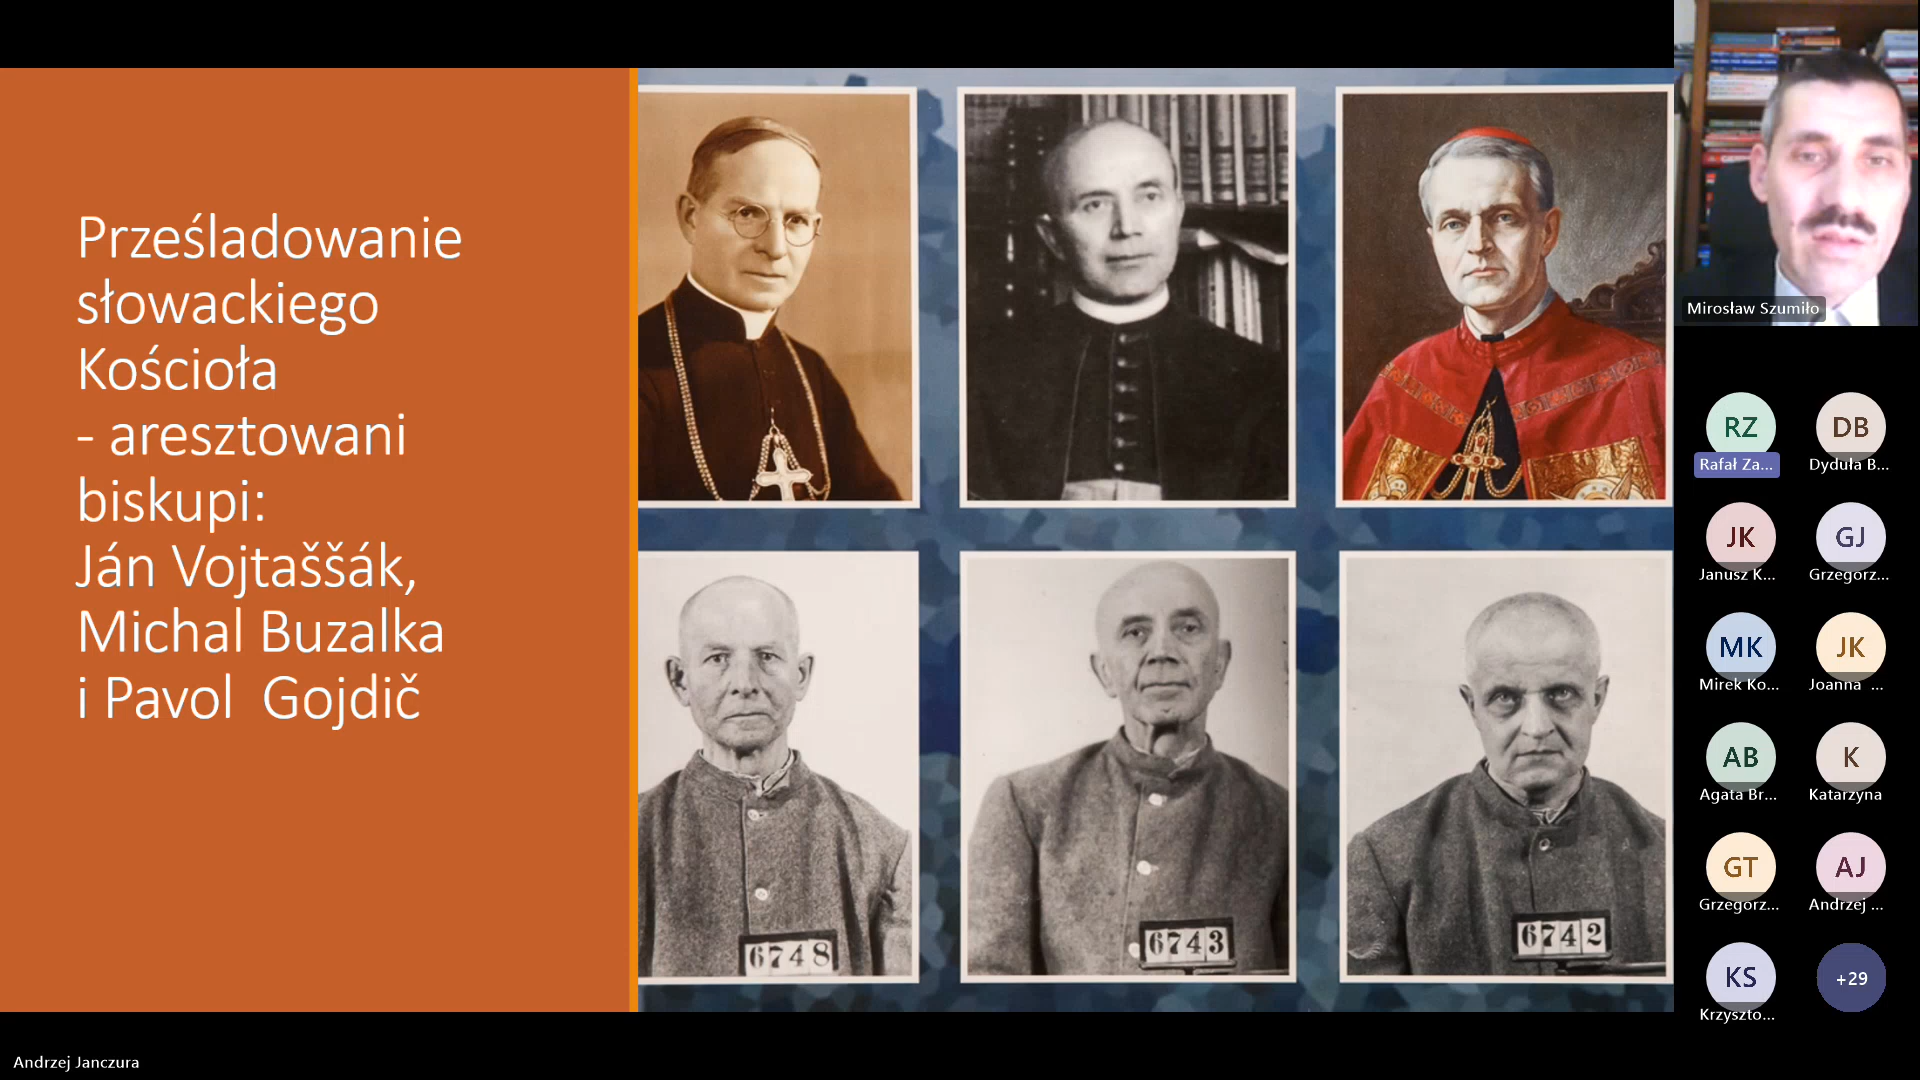 Prześladowanie
słowackiego
Kościoła
- aresztowani
biskupi:
Ján Vojtaššák,
Michal Buzalka
i Pavol Gojdič
6748
6743
6742
Mirosław Szumiło
RZ
DB
Rafał Za...
Dyduła B...
JK
GJ
Janusz K...
Grzegorz...
MK
JK
Mirek Ko...
Joanna ...
AB
K
Agata Br...
Katarzyna
GT
AJ
Grzegorz...
Andrzej ...
KS
+29
Krzyszto...
Andrzej Janczura